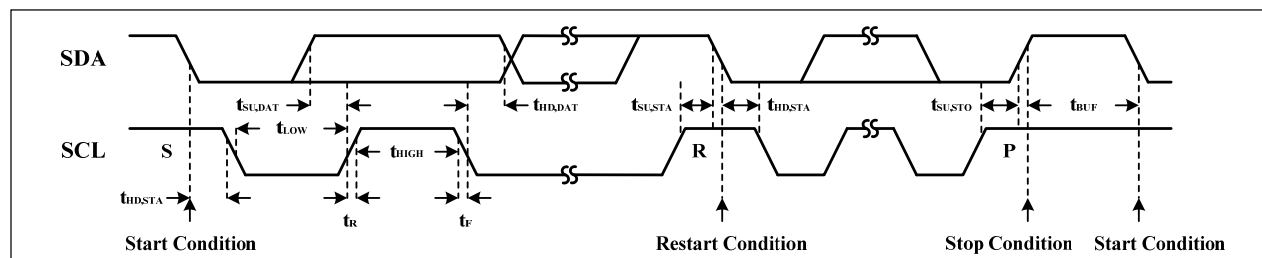 SDA
tSU,DAT
tHD,DAT
tSU,STA
tHD,STA
tSU,STO
tBUF
tLOW
SCL
S
tHIGH
R
P
tHD,STA
tR
tF
Start Condition
Restart Condition
Stop Condition
Start Condition